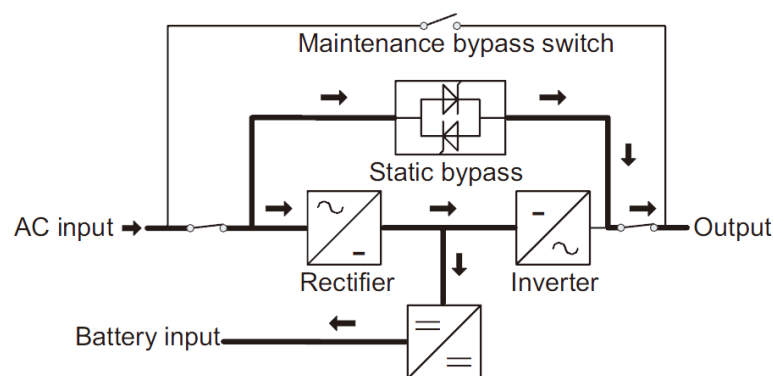 Maintenance bypass switch
Static bypass
AC input
Output
Rectifier
Inverter
Battery input